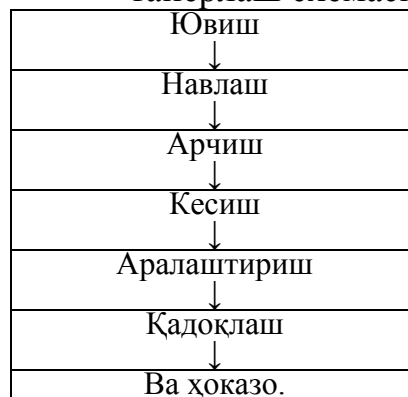 Ювиш
↓
Навлаш
↓
Арчиш
↓
Кесиш
↓
Аралаштириш
↓
Қадоқлаш
↓
Ва ҳоказо.